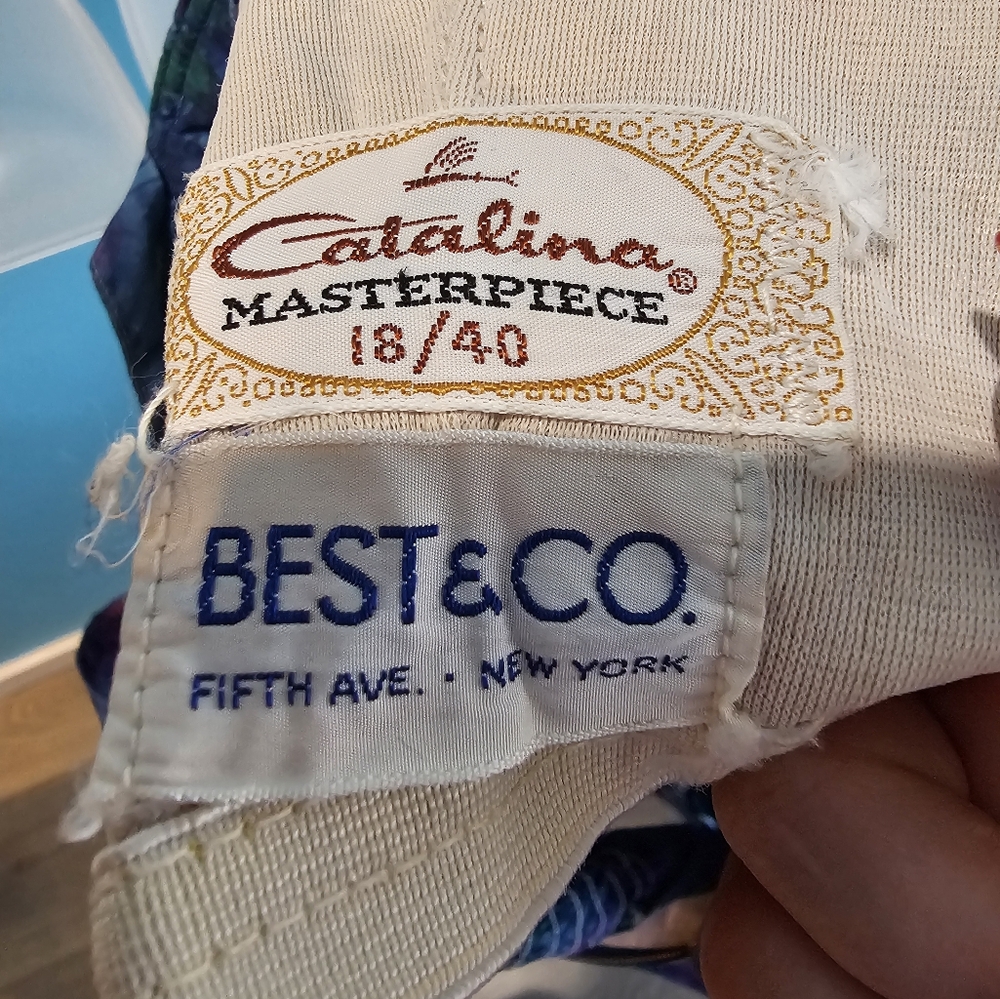 Catalina®
MASTERPIECE
18/40
BEST&CO.
FIFTH AVE. · NEW YORK